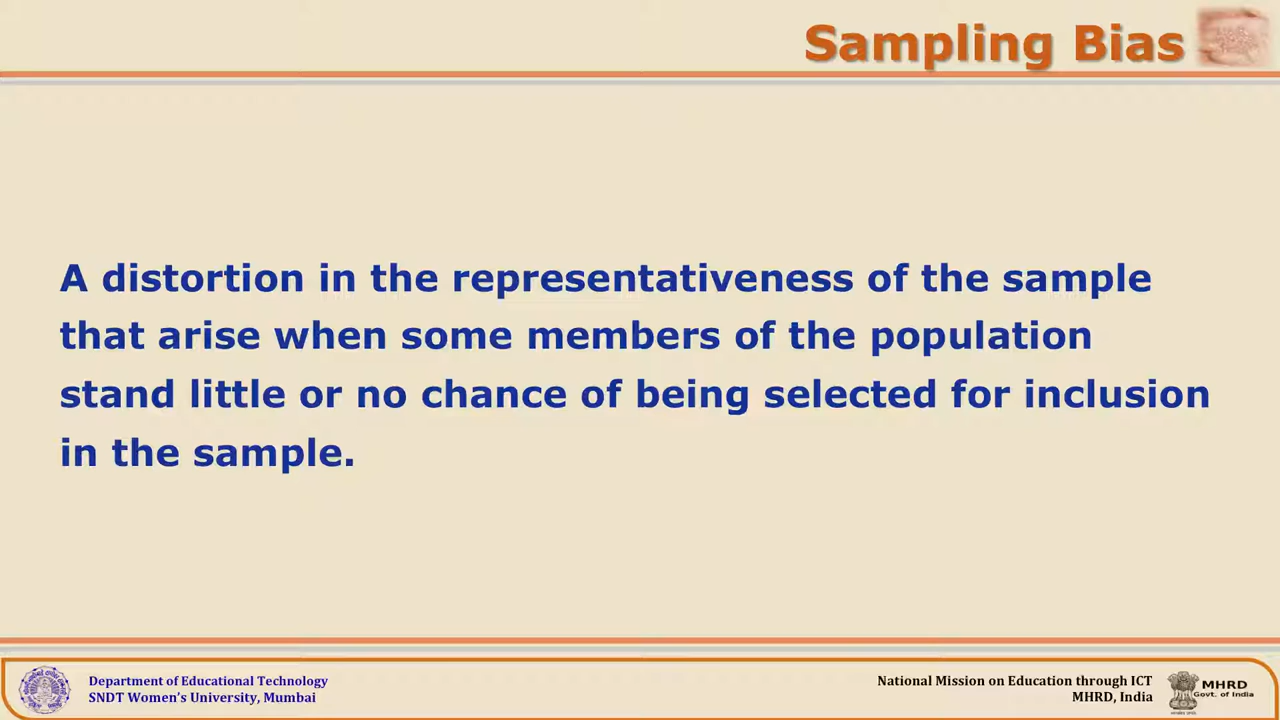 Sampling Bias
A distortion in the representativeness of the sample
that arise when some members of the population
stand little or no chance of being selected for inclusion
in the sample.
Department of Educational Technology
SNDT Women’s University, Mumbai
National Mission on Education through ICT
MHRD, India
MHRD
Govt. of India